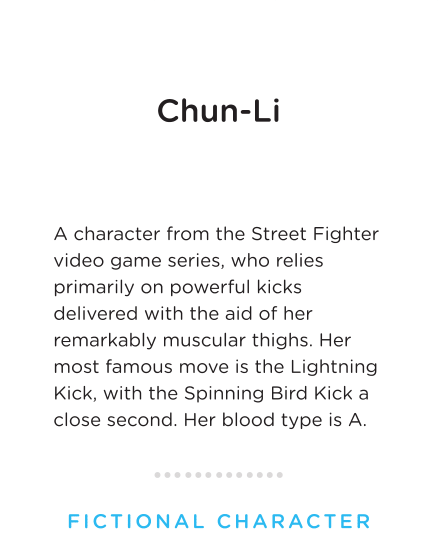 Chun-Li
A character from the Street Fighter
video game series, who relies
primarily on powerful kicks
delivered with the aid of her
remarkably muscular thighs. Her
most famous move is the Lightning
Kick, with the Spinning Bird Kick a
close second. Her blood type is A.
FICTIONAL CHARACTER